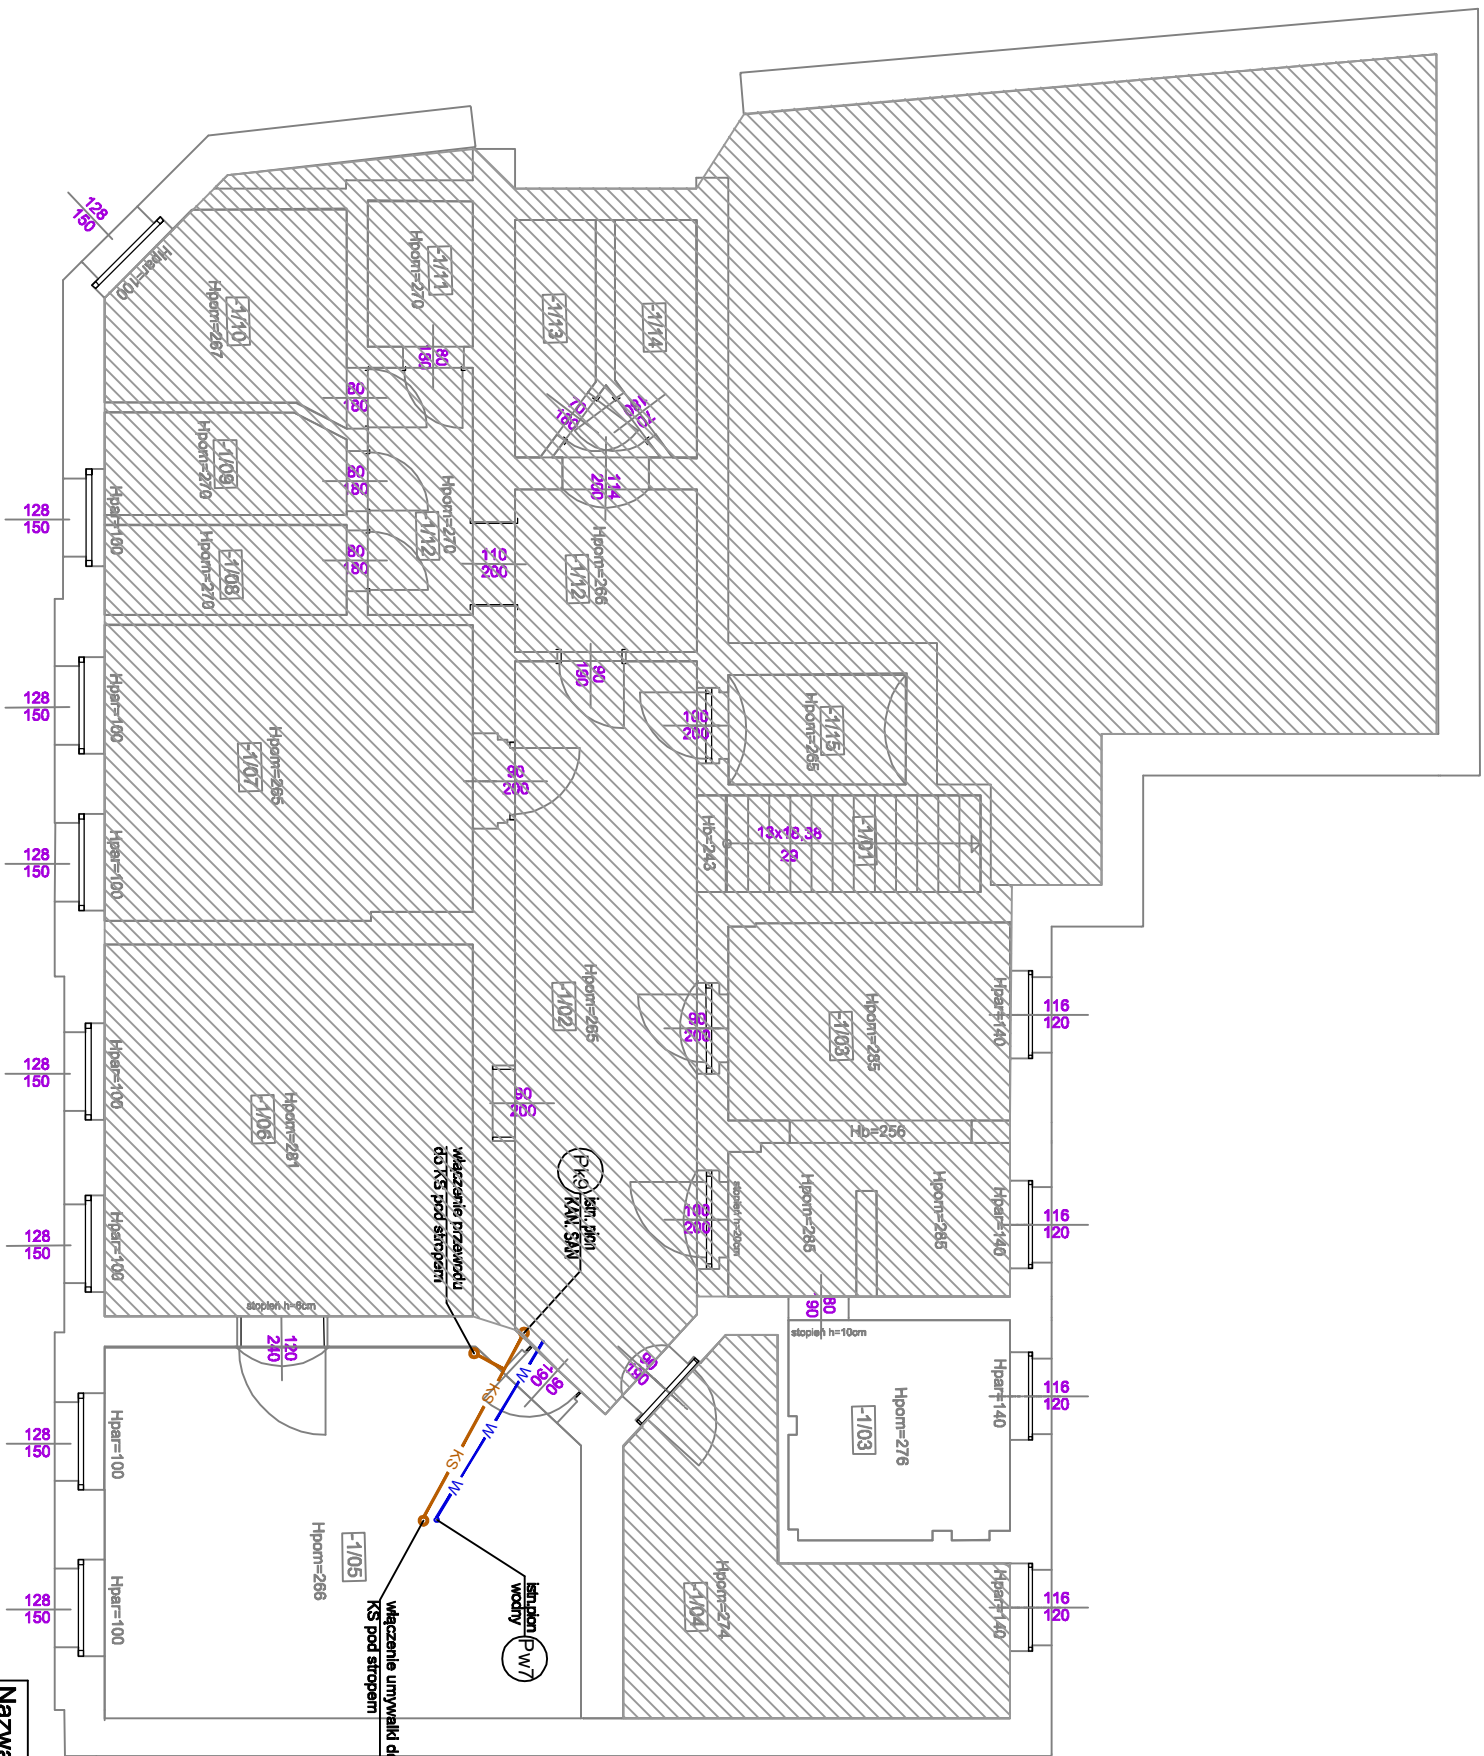 128
150
Hpar=100
-1/10
Hpom=267
-1/11
Hpom=270
80
180
-1/13
-1/14
70
180
80
180
-1/09
Hpom=270
80
180
Hpom=270
-1/12
114
200
128
150
Hpar=100
-1/08
Hpom=270
80
180
110
200
Hpom=266
-1/12
90
190
128
150
Hpar=100
-1/07
Hpom=265
90
200
100
200
-1/15
Hpom=265
128
150
Hpar=100
Hb=243
13x18,38
29
-1/01
Hpom=265
-1/02
90
200
Hpom=285
-1/03
Hpar=140
116
120
128
150
Hpar=100
Hpom=281
-1/06
90
200
Hb=256
włączenie przewodu
do KS pod stropem
Pk9
istn. pion
KAN. SAN
100
200
stopień h=20cm
Hpom=285
Hpom=285
Hpar=140
116
120
128
150
Hpar=100
stopień h=6cm
120
240
80
190
stopień h=10cm
90
190
90
190
W
KS
W
KS
W
Hpom=276
-1/03
Hpar=140
116
120
128
150
Hpar=100
-1/05
Hpom=266
istn.pion
wodny
Pw7
włączenie umywalki do
KS pod stropem
Hpom=274
-1/04
Hpar=140
116
120
128
150
Hpar=100
Nazwa